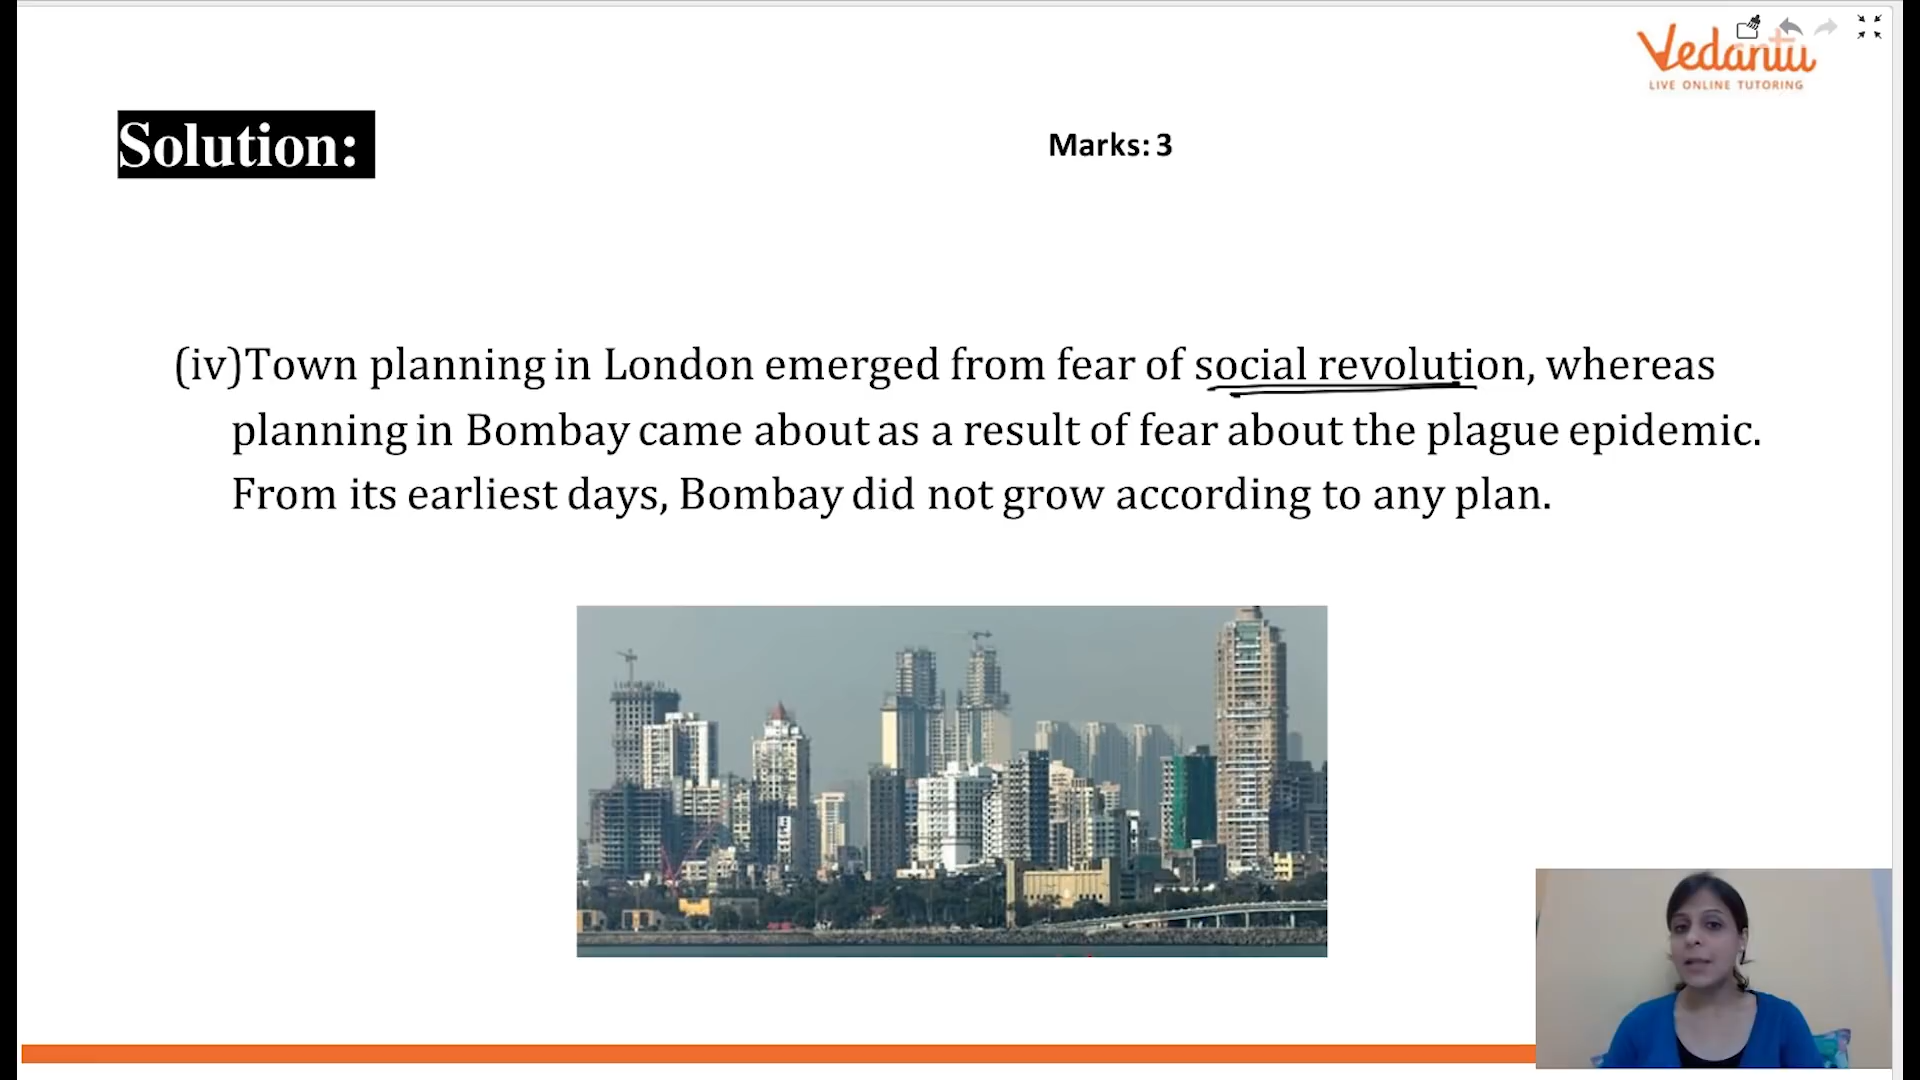 Vedantu
LIVE ONLINE TUTORING
Solution:
Marks: 3
(iv)Town planning in London emerged from fear of social revolution, whereas
planning in Bombay came about as a result of fear about the plague epidemic.
From its earliest days, Bombay did not grow according to any plan.